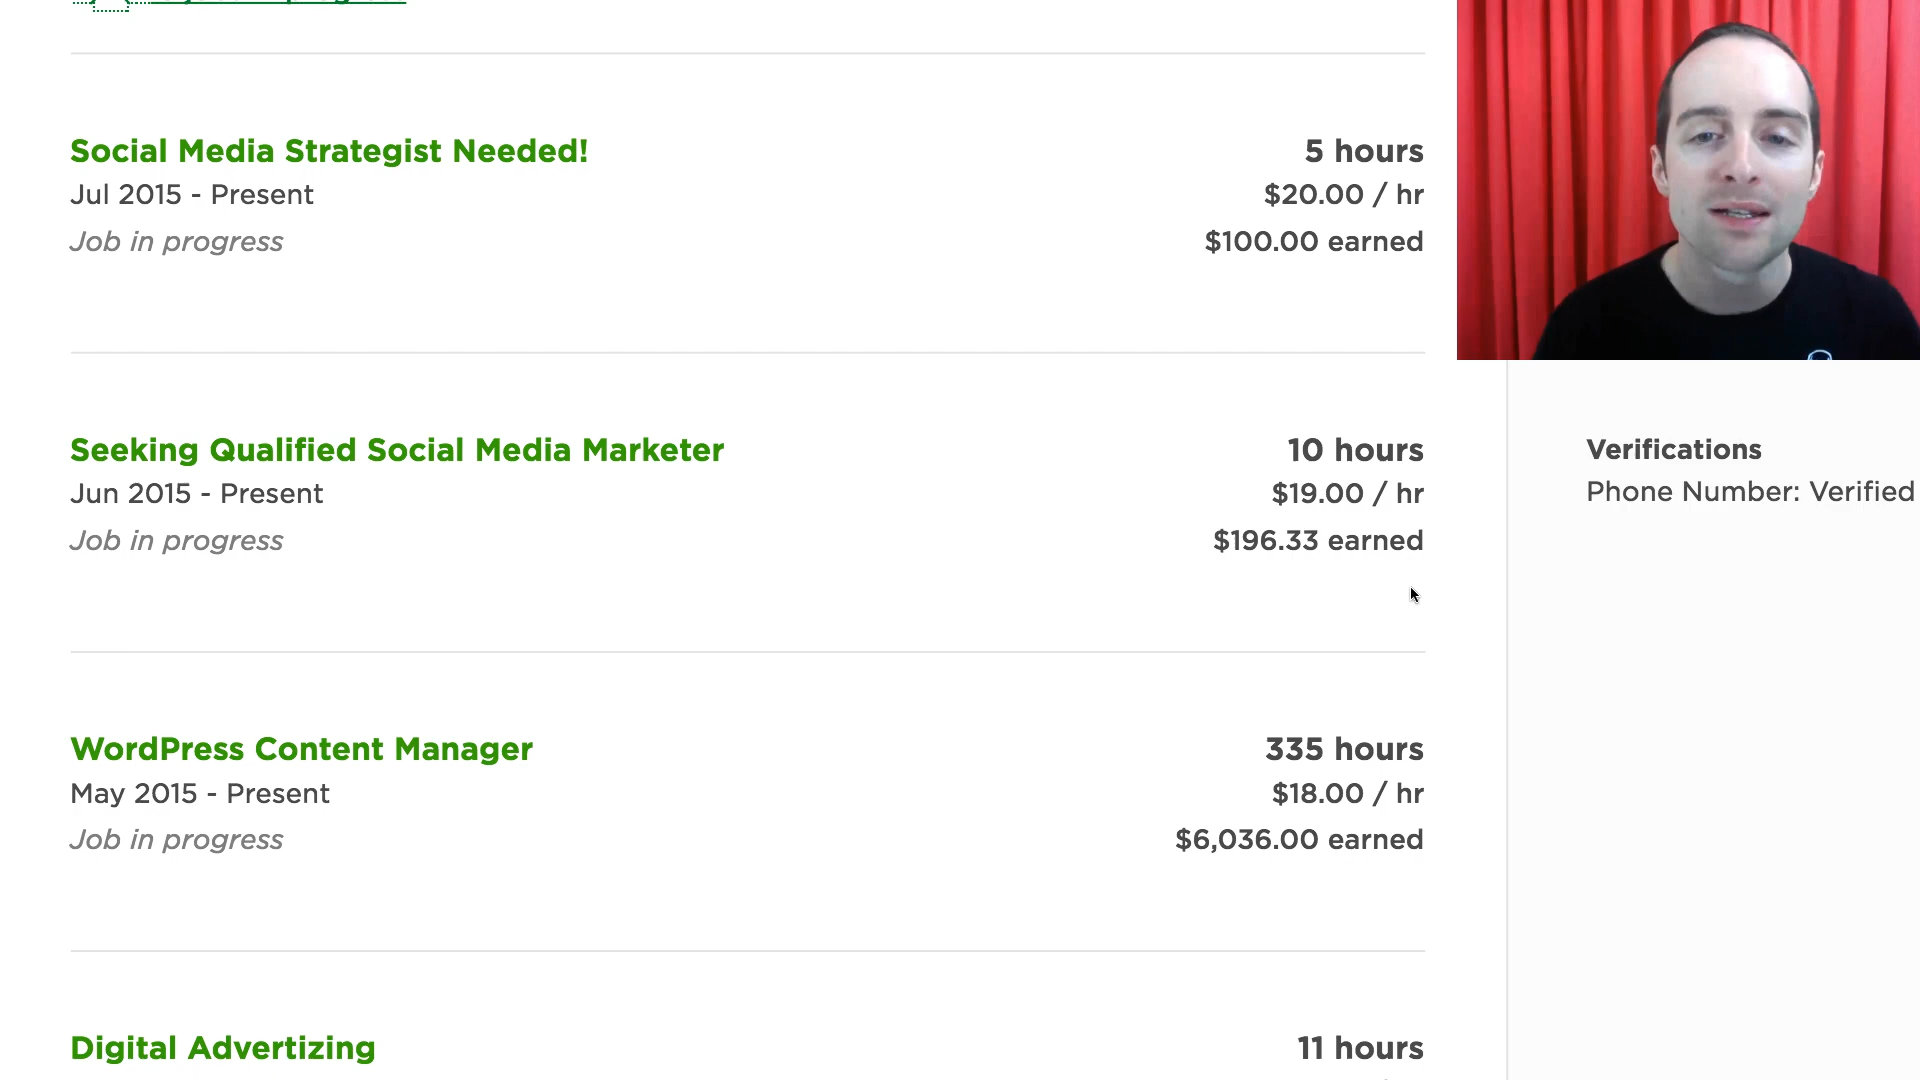 Social Media Strategist Needed!
5 hours
Jul 2015 - Present
$20.00 / hr
Job in progress
$100.00 earned
Seeking Qualified Social Media Marketer
10 hours
Jun 2015 - Present
$19.00 / hr
Job in progress
$196.33 earned
WordPress Content Manager
335 hours
May 2015 - Present
$18.00 / hr
Job in progress
$6,036.00 earned
Digital Advertizing
11 hours
Verifications
Phone Number: Verified